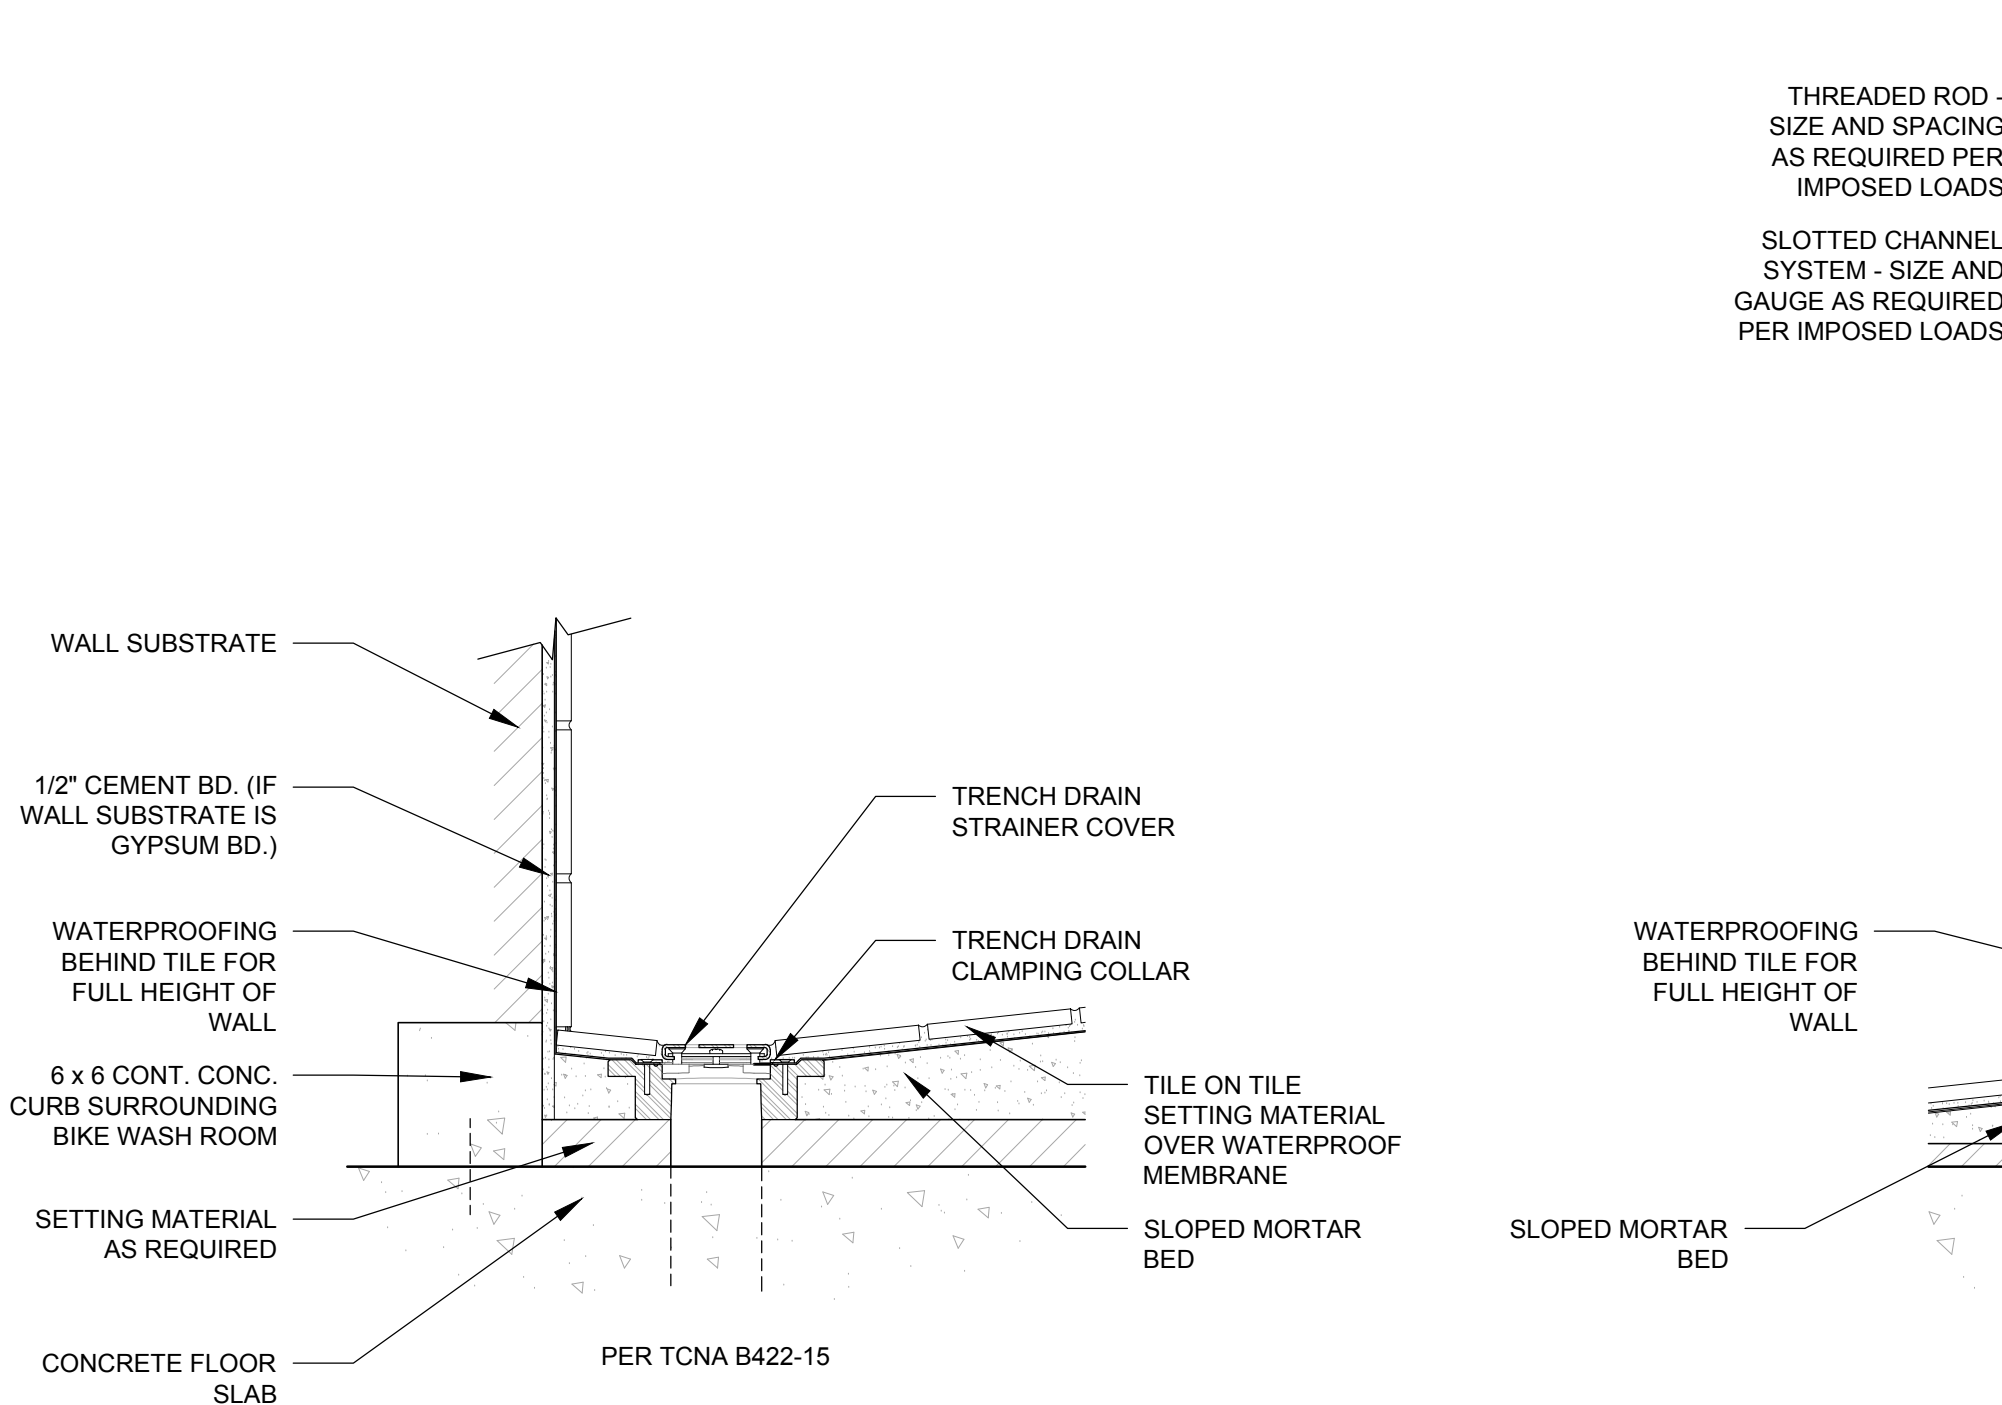 THREADED ROD -
SIZE AND SPACING
AS REQUIRED PER
IMPOSED LOADS
SLOTTED CHANNEL
SYSTEM - SIZE AND
GAUGE AS REQUIRED
PER IMPOSED LOADS
WALL SUBSTRATE
1/2" CEMENT BD. (IF
WALL SUBSTRATE IS
GYPSUM BD.)
WATERPROOFING
BEHIND TILE FOR
FULL HEIGHT OF
WALL
6 x 6 CONT. CONC.
CURB SURROUNDING
BIKE WASH ROOM
SETTING MATERIAL
AS REQUIRED
CONCRETE FLOOR
SLAB
TRENCH DRAIN
STRAINER COVER
TRENCH DRAIN
CLAMPING COLLAR
TILE ON TILE
SETTING MATERIAL
OVER WATERPROOF
MEMBRANE
SLOPED MORTAR
BED
PER TCNA B422-15
WATERPROOFING
BEHIND TILE FOR
FULL HEIGHT OF
WALL
SLOPED MORTAR
BED